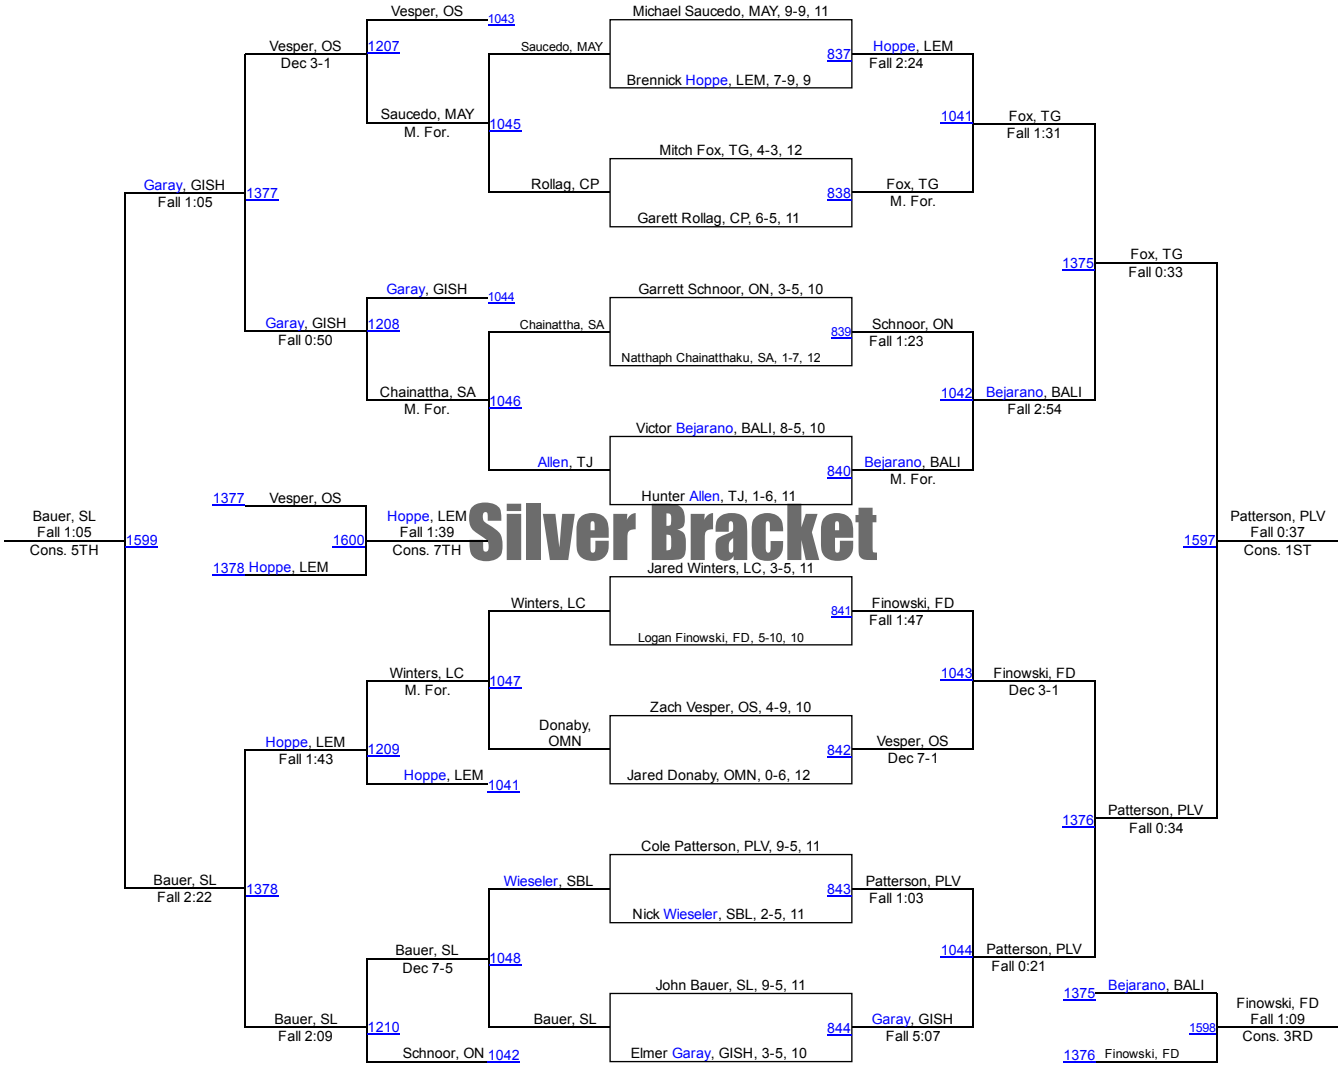 Vesper, OS
1043
Michael Saucedo, MAY, 9-9, 11
Vesper, OS
1207
Dec 3-1
Saucedo, MAY
837
Hoppe, LEM
Fall 2:24
Brennick Hoppe, LEM, 7-9, 9
Saucedo, MAY
1045
M. For.
1041
Fox, TG
Fall 1:31
Mitch Fox, TG, 4-3, 12
Garay, GISH
1377
Fall 1:05
Rollag, CP
838
Fox, TG
M. For.
Garett Rollag, CP, 6-5, 11
1375
Fox, TG
Fall 0:33
Garay, GISH
1044
Garrett Schnoor, ON, 3-5, 10
Garay, GISH
1208
Fall 0:50
Chainattha, SA
839
Schnoor, ON
Fall 1:23
Natthaph Chainatthaku, SA, 1-7, 12
Chainattha, SA
1046
M. For.
1042
Bejarano, BALI
Fall 2:54
Victor Bejarano, BALI, 8-5, 10
Allen, TJ
840
Bejarano, BALI
M. For.
Hunter Allen, TJ, 1-6, 11
1377
Vesper, OS
Bauer, SL
Fall 1:05
Cons. 5TH
1599
1600
Hoppe, LEM
Fall 1:39
Cons. 7TH
Silver Bracket
1597
Patterson, PLV
Fall 0:37
Cons. 1ST
1378 Hoppe, LEM
Jared Winters, LC, 3-5, 11
Winters, LC
841
Finowski, FD
Fall 1:47
Logan Finowski, FD, 5-10, 10
Winters, LC
1047
M. For.
1043
Finowski, FD
Dec 3-1
Zach Vesper, OS, 4-9, 10
Donaby,
OMN
842
Vesper, OS
Dec 7-1
Jared Donaby, OMN, 0-6, 12
Hoppe, LEM
1209
Fall 1:43
Hoppe, LEM
1041
1376
Patterson, PLV
Fall 0:34
Cole Patterson, PLV, 9-5, 11
Bauer, SL
1378
Fall 2:22
Wieseler, SBL
843
Patterson, PLV
Fall 1:03
Nick Wieseler, SBL, 2-5, 11
Bauer, SL
1048
Dec 7-5
1044
Patterson, PLV
Fall 0:21
John Bauer, SL, 9-5, 11
Bauer, SL
1210
Fall 2:09
Bauer, SL
844
Garay, GISH
Fall 5:07
Elmer Garay, GISH, 3-5, 10
Schnoor, ON
1042
1375
Bejarano, BALI
1598
Finowski, FD
Fall 1:09
Cons. 3RD
1376
Finowski, FD